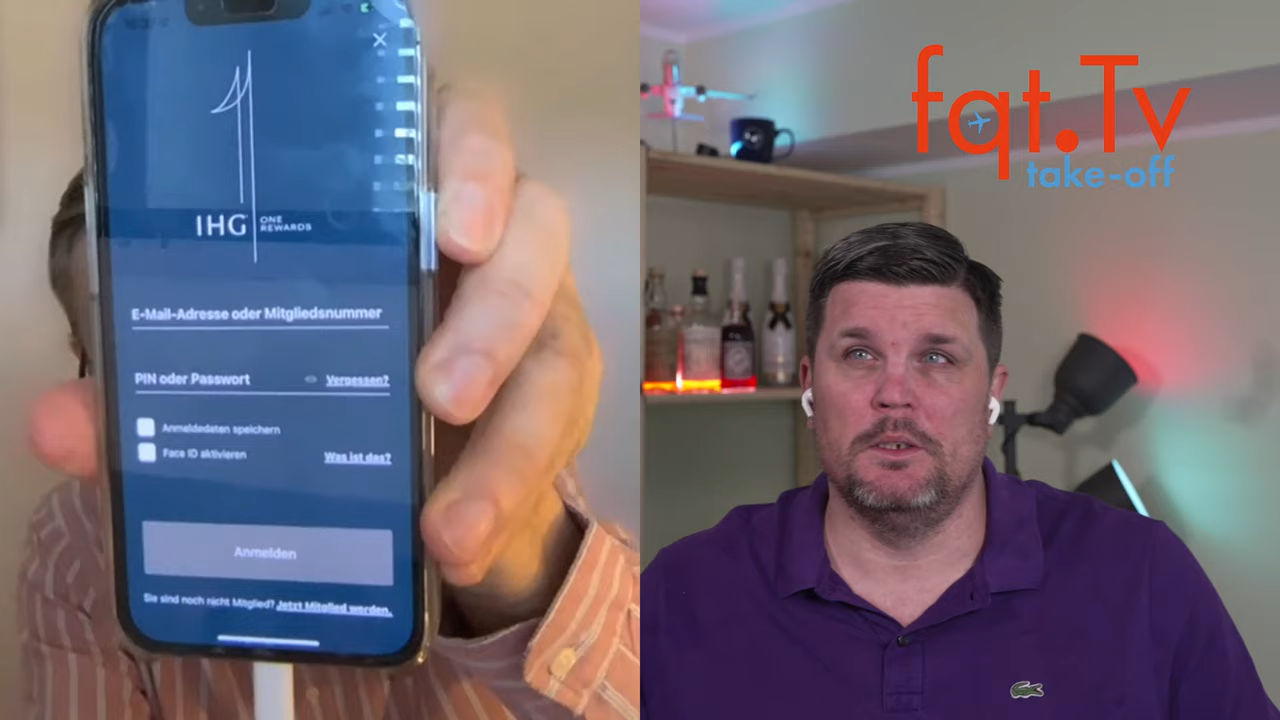 IHG ONE
REWARDS
E-Mail-Adresse oder Mitgliedsnummer
PIN oder Passwort Vergessen?
Anmeldedaten speichern
Face ID aktivieren Was ist das?
Anmelden
Sie sind noch nicht Mitglied? Jetzt Mitglied werden.
fqt.Tv
take-off